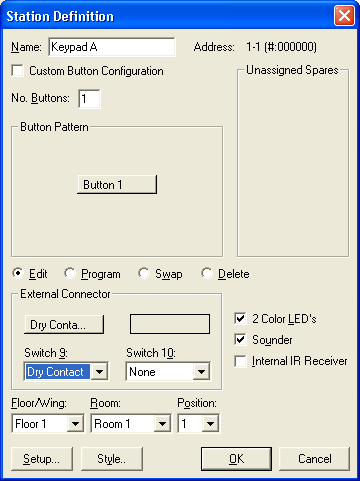 Station Definition
Name: Keypad A Address: 1-1 (#:000000)
Custom Button Configuration Unassigned Spares
No. Buttons: 1
Button Pattern
Button 1
Edit Program Swap Delete
External Connector
Dry Conta... 2 Color LED's
Sounder
Switch 9: Switch 10: Internal IR Receiver
Dry Contact None
Floor/Wing: Room: Position:
Floor 1 Room 1 1
Setup... Style.. OK Cancel